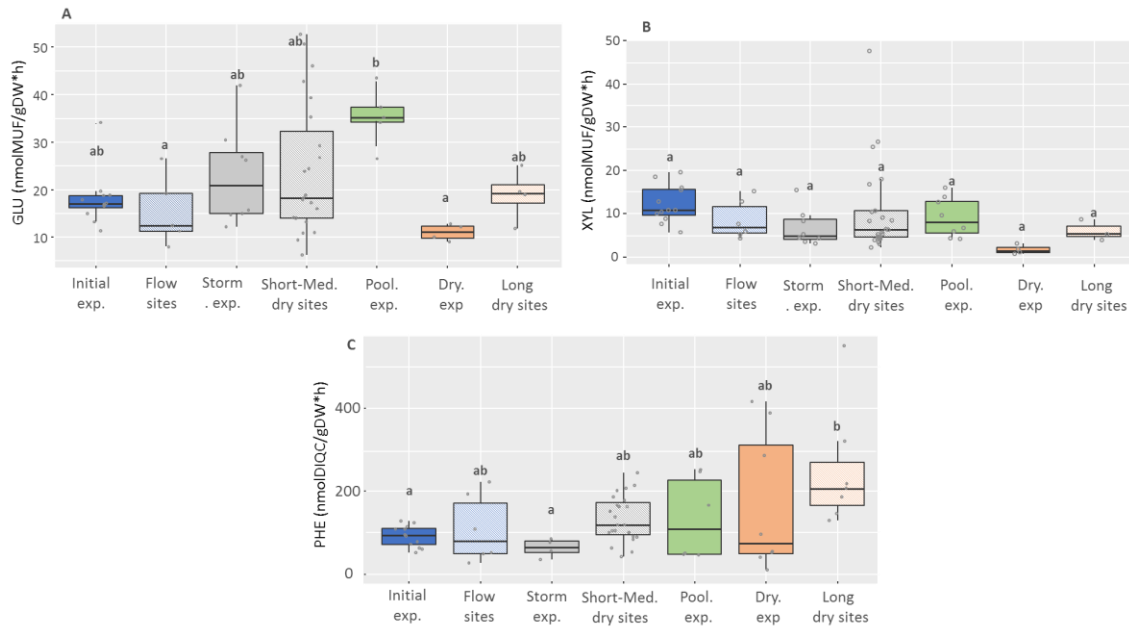 A
GLU (nmolMUF/gDW*h)
50
40
30
20
10
ab
a
ab
ab
b
a
ab
Initial exp.
Flow sites
Storm . exp.
Short-Med. dry sites
Pool. exp.
Dry. exp
Long dry sites
B
XYL (nmolMUF/gDW*h)
50
40
30
20
10
0
a
a
a
a
a
a
a
Initial exp.
Flow sites
Storm . exp.
Short-Med. dry sites
Pool. exp.
Dry. exp
Long dry sites
C
PHE (nmolDIQC/gDW*h)
400
200
0
a
ab
a
ab
ab
ab
b
Initial exp.
Flow sites
Storm exp.
Short-Med. dry sites
Pool. exp.
Dry. exp
Long dry sites